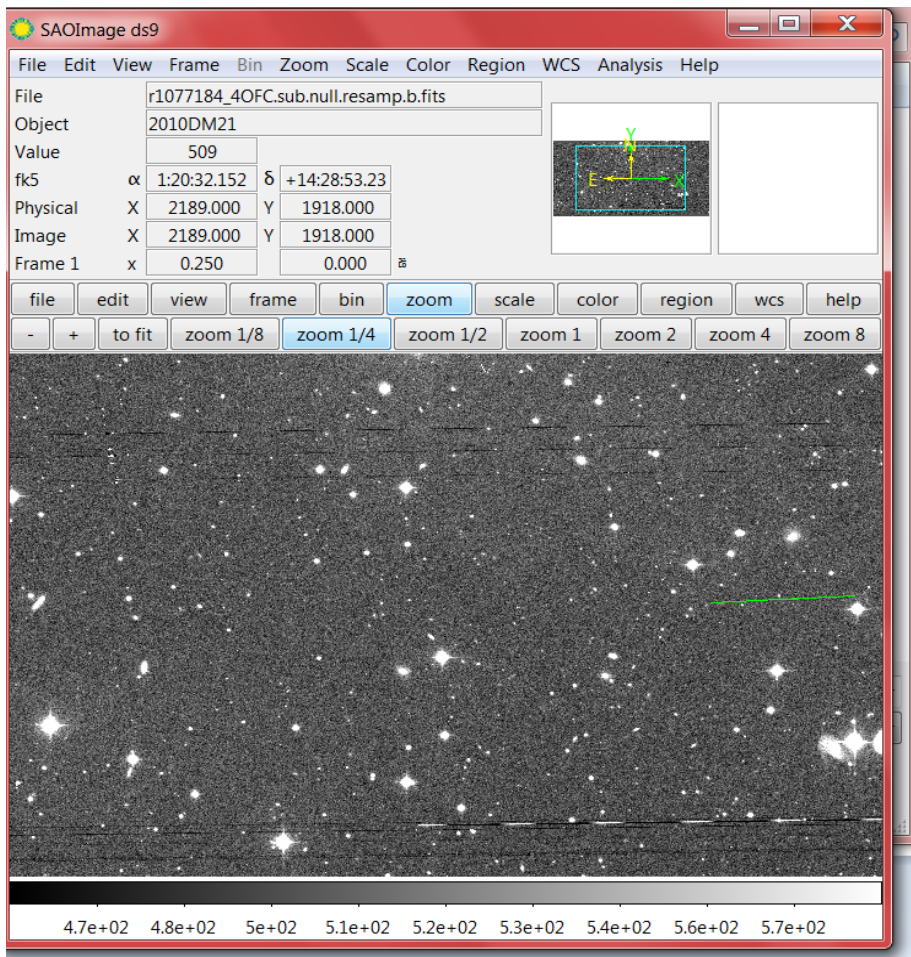 SAOImage ds9
File Edit View Frame Bin Zoom Scale Color Region WCS Analysis Help
File r1077184_4OFC.sub.null.resamp.b.fits
Object 2010DM21
Value 509
fk5 α 1:20:32.152 δ +14:28:53.23
Physical X 2189.000 Y 1918.000
Image X 2189.000 Y 1918.000
Frame 1 x 0.250 0.000
Y
N
E X
file edit view frame bin zoom scale color region wcs help
- + to fit zoom 1/8 zoom 1/4 zoom 1/2 zoom 1 zoom 2 zoom 4 zoom 8
4.7e+02 4.8e+02 5e+02 5.1e+02 5.2e+02 5.3e+02 5.4e+02 5.6e+02 5.7e+02